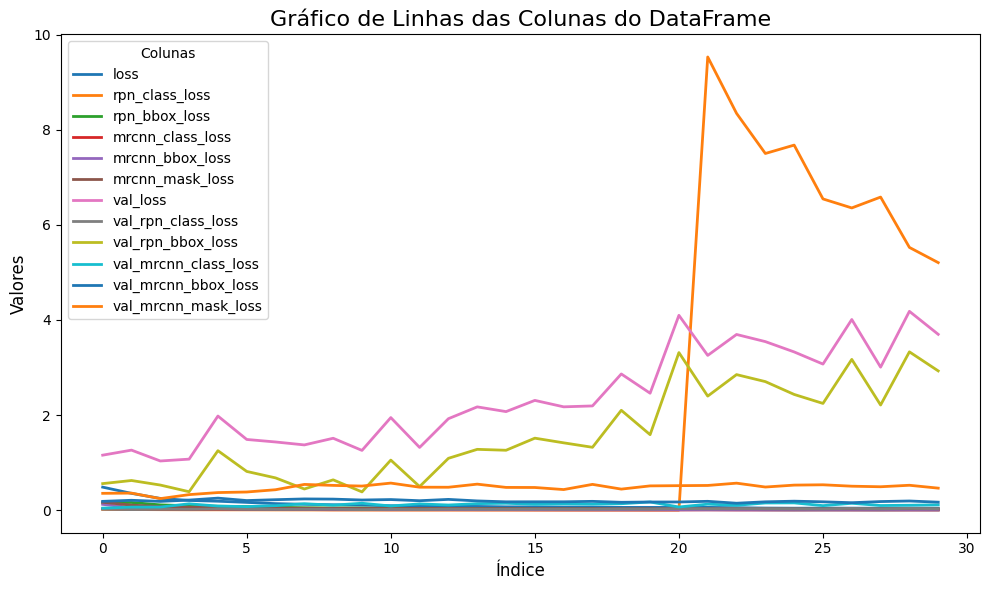 Gráfico de Linhas das Colunas do DataFrame
Colunas
loss
rpn_class_loss
rpn_bbox_loss
mrcnn_class_loss
mrcnn_bbox_loss
mrcnn_mask_loss
val_loss
val_rpn_class_loss
val_rpn_bbox_loss
val_mrcnn_class_loss
val_mrcnn_bbox_loss
val_mrcnn_mask_loss
Valores
10
8
6
4
2
0
0 5 10 15 20 25 30
Índice